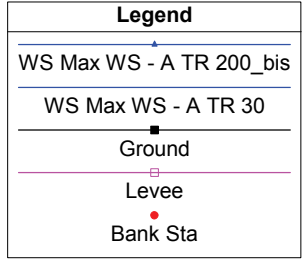 Legend
WS Max WS - A TR 200_bis
WS Max WS - A TR 30
Ground
Levee
Bank Sta